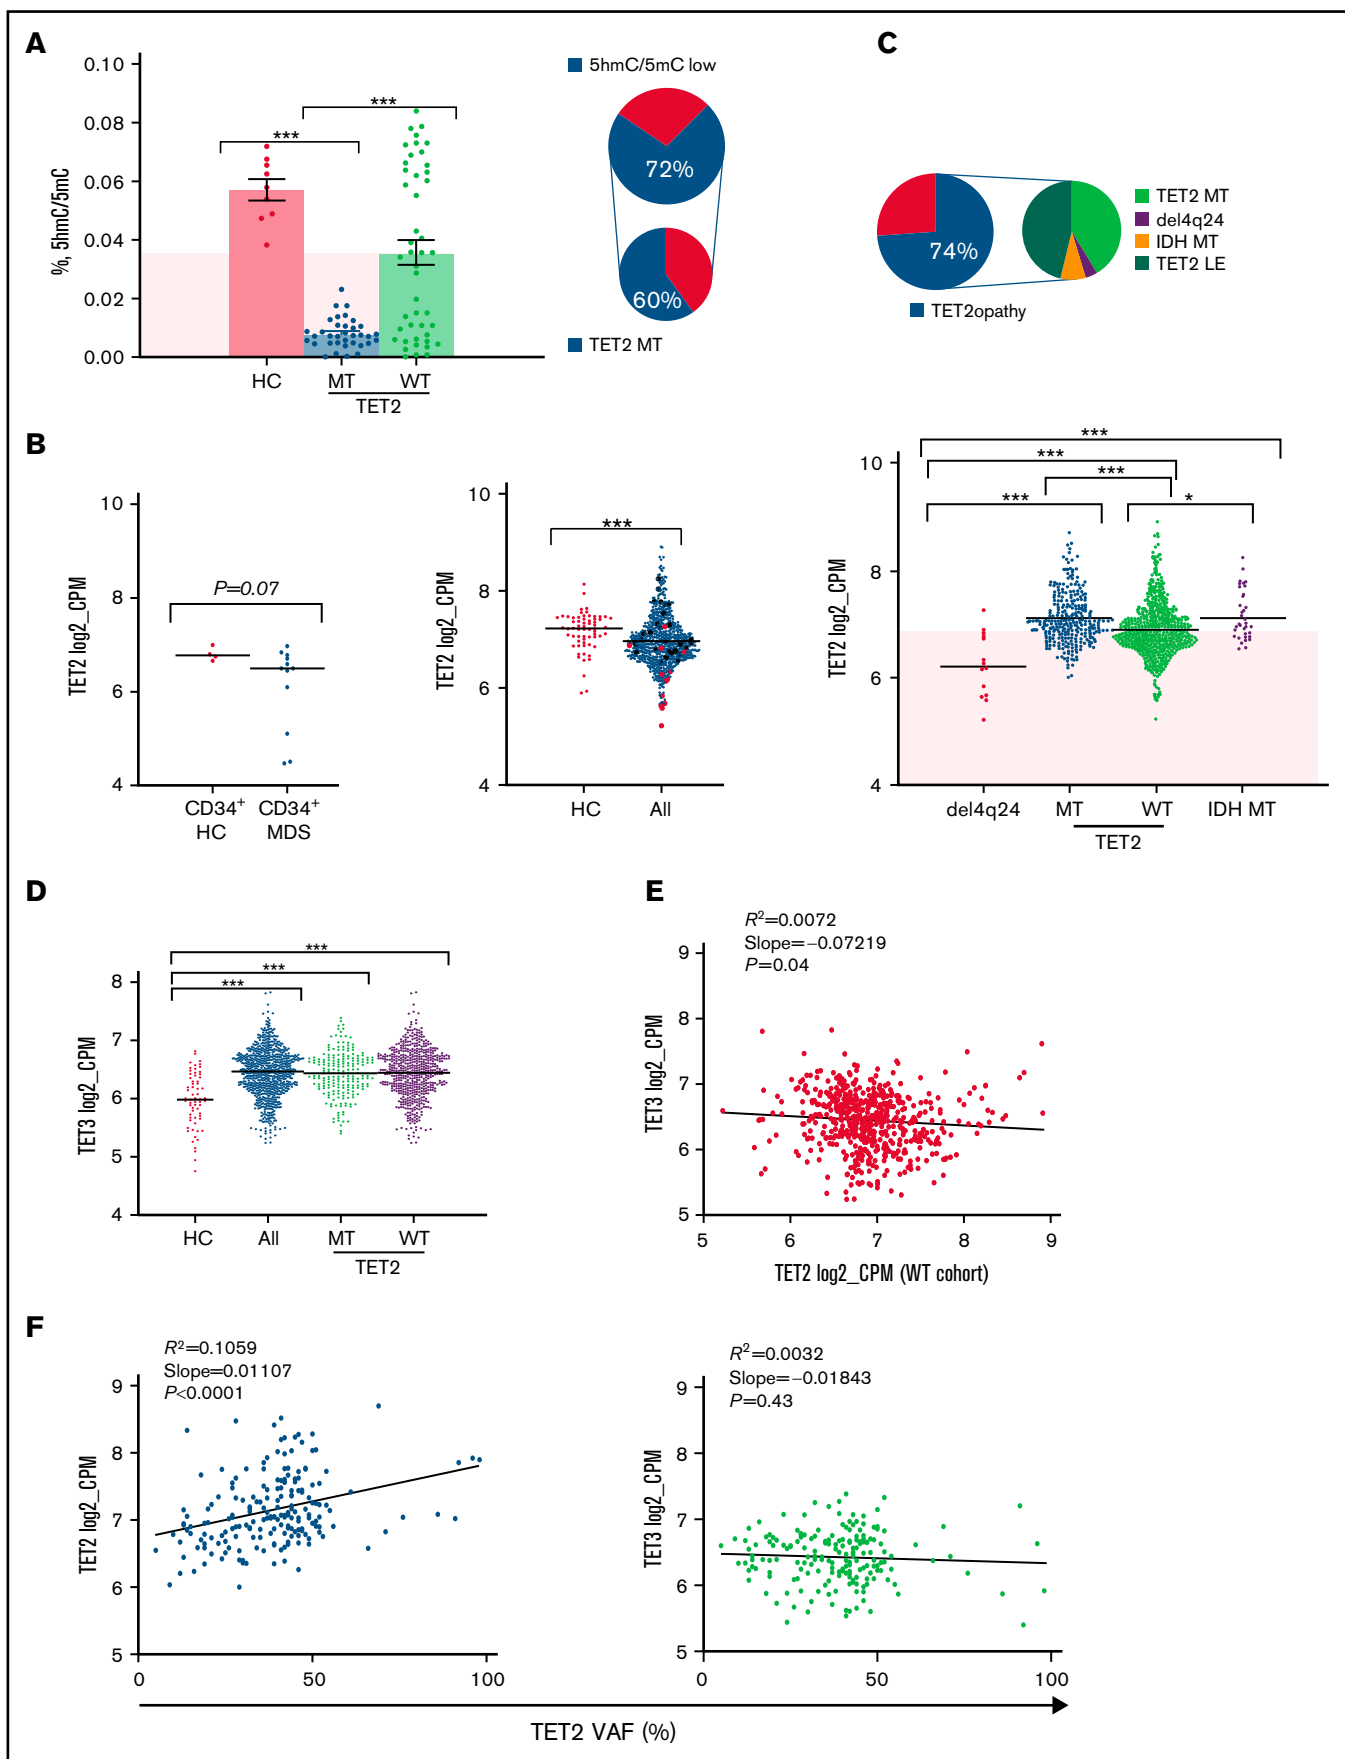 A
%, 5hmC/5mC
0.10
0.08
0.06
0.04
0.02
0.00
***
***
HC
MT
WT
TET2
5hmC/5mC low
72%
60%
TET2 MT
C
74%
TET2opathy
TET2 MT
del4q24
IDH MT
TET2 LE
B
TET2 log2_CPM
10
8
6
4
P=0.07
CD34+
HC
CD34+
MDS
TET2 log2_CPM
10
8
6
4
***
HC
All
TET2 log2_CPM
10
8
6
4
***
***
***
***
*
del4q24
MT
WT
IDH MT
TET2
D
TET3 log2_CPM
8
7
6
5
4
***
***
***
HC
All
MT
WT
TET2
E
R2=0.0072
Slope=−0.07219
P=0.04
TET3 log2_CPM
9
8
7
6
5
5
6
7
8
9
TET2 log2_CPM (WT cohort)
F
R2=0.1059
Slope=0.01107
P<0.0001
TET2 log2_CPM
9
8
7
6
5
0
50
100
R2=0.0032
Slope=−0.01843
P=0.43
TET3 log2_CPM
9
8
7
6
5
0
50
100
TET2 VAF (%)